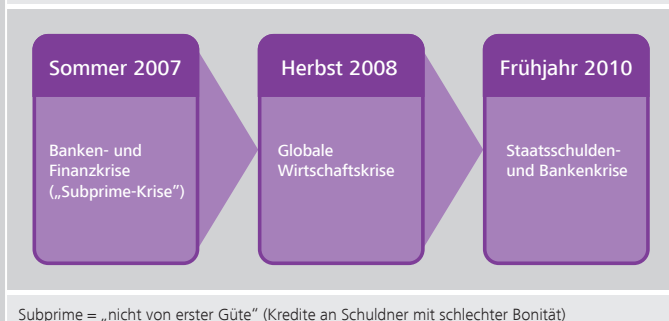 Sommer 2007
Banken- und
Finanzkrise
(„Subprime-Krise”)
Herbst 2008
Globale
Wirtschaftskrise
Frühjahr 2010
Staatsschulden-
und Bankenkrise
Subprime = „nicht von erster Güte” (Kredite an Schuldner mit schlechter Bonität)